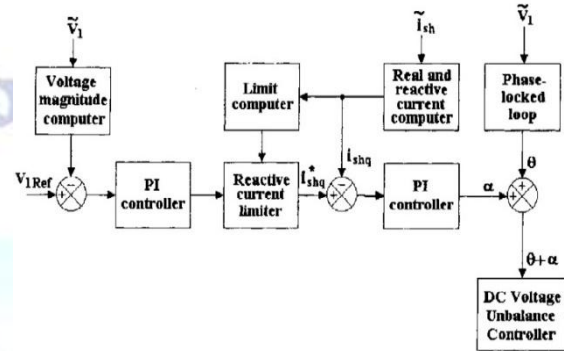 Ṽ₁
ĩsh
Ṽ₁
Voltage
magnitude
computer
Limit
computer
Real and
reactive
current
computer
Phase-
locked
loop
V1Ref
+
−
PI
controller
Reactive
current
limiter
I*shq
+
−
ishq
PI
controller
α
θ
+
+
θ+α
DC Voltage
Unbalance
Controller